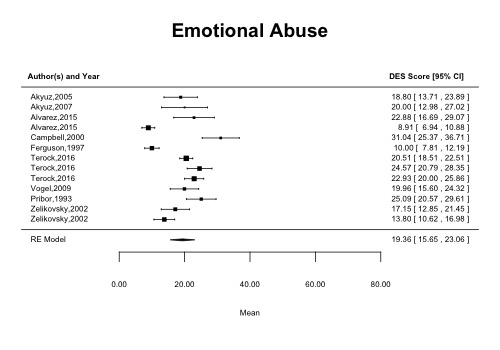 Emotional Abuse
Author(s) and Year DES Score [95% CI]
Akyuz,2005 18.80 [ 13.71 , 23.89 ]
Akyuz,2007 20.00 [ 12.98 , 27.02 ]
Alvarez,2015 22.88 [ 16.69 , 29.07 ]
Alvarez,2015 8.91 [ 6.94 , 10.88 ]
Campbell,2000 31.04 [ 25.37 , 36.71 ]
Ferguson,1997 10.00 [ 7.81 , 12.19 ]
Terock,2016 20.51 [ 18.51 , 22.51 ]
Terock,2016 24.57 [ 20.79 , 28.35 ]
Terock,2016 22.93 [ 20.00 , 25.86 ]
Vogel,2009 19.96 [ 15.60 , 24.32 ]
Pribor,1993 25.09 [ 20.57 , 29.61 ]
Zelikovsky,2002 17.15 [ 12.85 , 21.45 ]
Zelikovsky,2002 13.80 [ 10.62 , 16.98 ]
RE Model 19.36 [ 15.65 , 23.06 ]
0.00 20.00 40.00 60.00 80.00
Mean